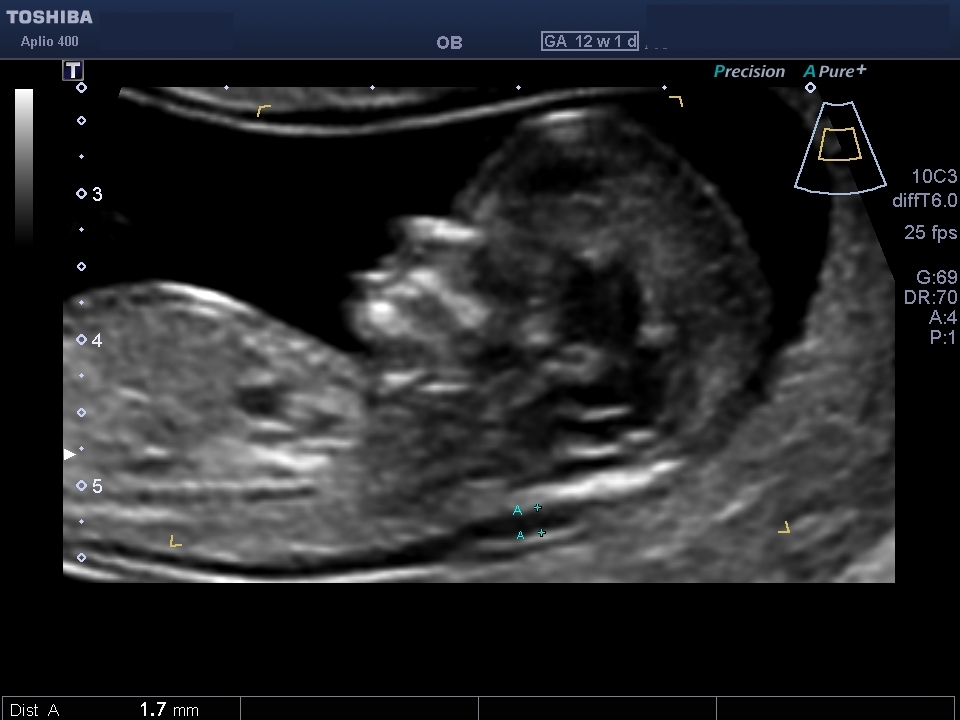 TOSHIBA
Aplio 400
OB
GA 12 w 1 d
T
Precision A Pure+
10C3
diffT6.0
25 fps
G:69
DR:70
A:4
P:1
3
4
5
A
A
Dist A 1.7 mm